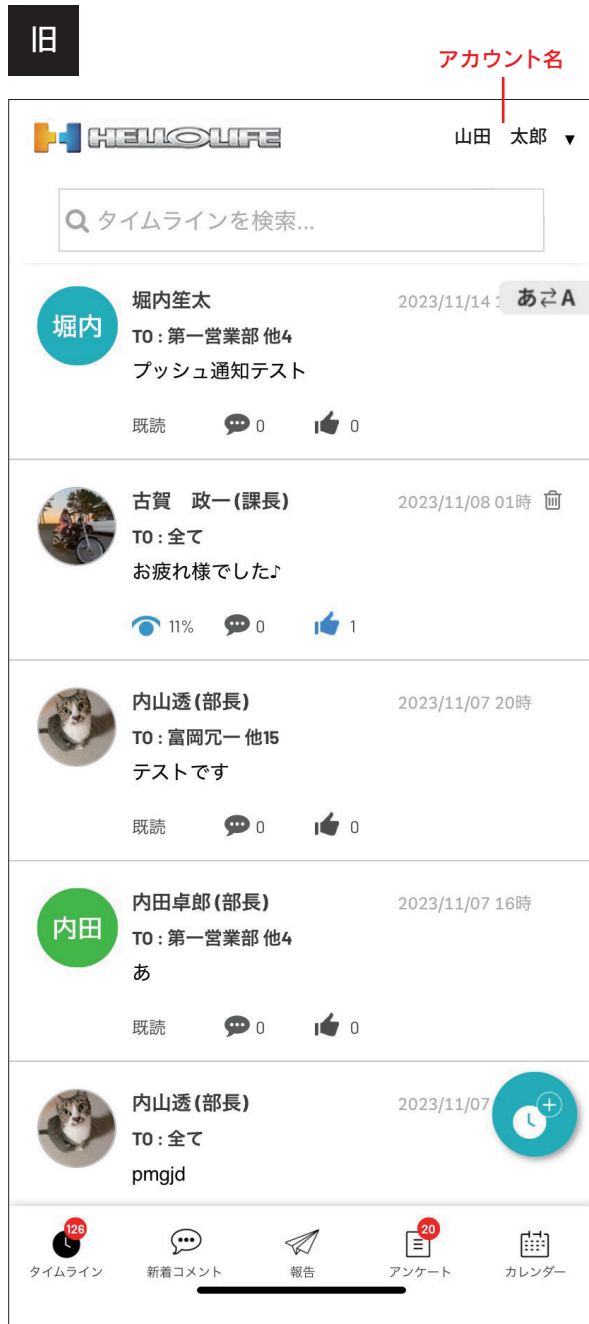 旧
アカウント名
HELLOLIFE
山田　太郎 ▼
タイムラインを検索...
堀内
堀内笙太
2023/11/14 1
あ⇄A
TO : 第一営業部 他4
プッシュ通知テスト
既読 0 0
古賀　政一(課長)
2023/11/08 01時
TO : 全て
お疲れ様でした♪
11% 0 1
内山透(部長)
2023/11/07 20時
TO : 富岡冗一 他15
テストです
既読 0 0
内田
内田卓郎(部長)
2023/11/07 16時
TO : 第一営業部 他4
あ
既読 0 0
内山透(部長)
2023/11/07
TO : 全て
pmgjd
126
20
タイムライン 新着コメント 報告 アンケート カレンダー